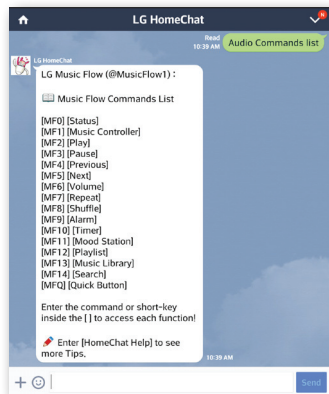 LG HomeChat
Read
10:39 AM
Audio Commands list
LG HomeChat
LG Music Flow (@MusicFlow1) :
Music Flow Commands List
[MF0] [Status]
[MF1] [Music Controller]
[MF2] [Play]
[MF3] [Pause]
[MF4] [Previous]
[MF5] [Next]
[MF6] [Volume]
[MF7] [Repeat]
[MF8] [Shuffle]
[MF9] [Alarm]
[MF10] [Timer]
[MF11] [Mood Station]
[MF12] [Playlist]
[MF13] [Music Library]
[MF14] [Search]
[MFQ] [Quick Button]
Enter the command or short-key
inside the [ ] to access each function!
Enter [HomeChat Help] to see
more Tips.
10:39 AM
Send